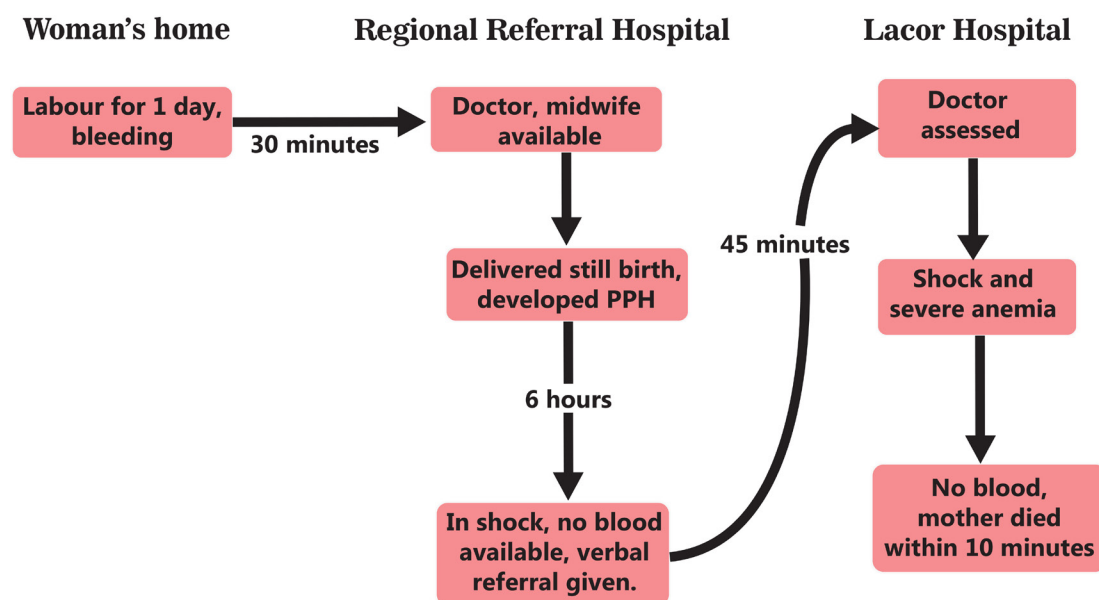 Woman’s home
Labour for 1 day,
bleeding
30 minutes
Regional Referral Hospital
Doctor, midwife
available
Delivered still birth,
developed PPH
6 hours
In shock, no blood
available, verbal
referral given.
45 minutes
Lacor Hospital
Doctor
assessed
Shock and
severe anemia
No blood,
mother died
within 10 minutes